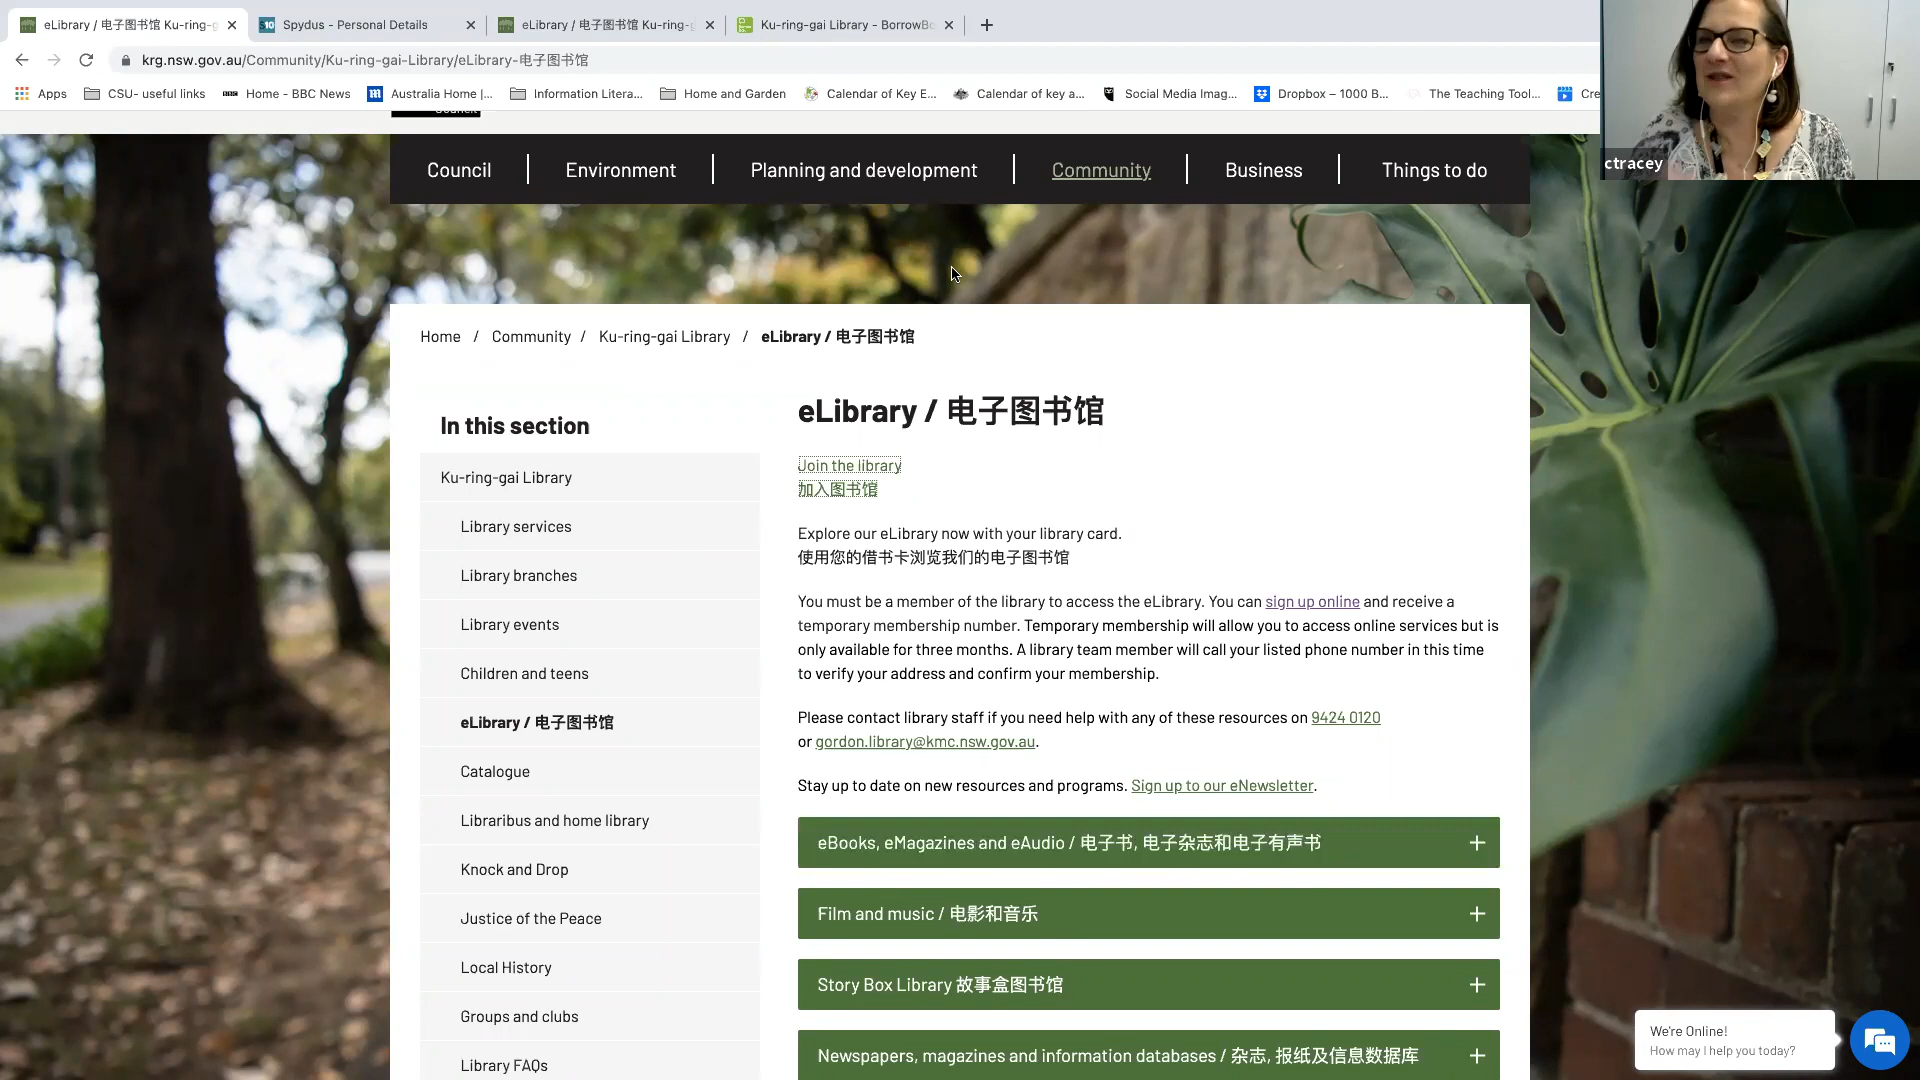 eLibrary / 电子图书馆 Ku-ring-g
Spydus - Personal Details
eLibrary / 电子图书馆 Ku-ring-g
Ku-ring-gai Library - BorrowBo
krg.nsw.gov.au/Community/Ku-ring-gai-Library/eLibrary-电子图书馆
Apps
CSU- useful links
Home - BBC News
Australia Home |...
Information Litera...
Home and Garden
Calendar of Key E...
Calendar of key a...
Social Media Imag...
Dropbox – 1000 B...
The Teaching Tool...
Cre
ctracey
Council
Environment
Planning and development
Community
Business
Things to do
Home / Community / Ku-ring-gai Library / eLibrary / 电子图书馆
In this section
Ku-ring-gai Library
Library services
Library branches
Library events
Children and teens
eLibrary / 电子图书馆
Catalogue
Libraribus and home library
Knock and Drop
Justice of the Peace
Local History
Groups and clubs
Library FAQs
eLibrary / 电子图书馆
Join the library
加入图书馆
Explore our eLibrary now with your library card.
使用您的借书卡浏览我们的电子图书馆
You must be a member of the library to access the eLibrary. You can sign up online and receive a
temporary membership number. Temporary membership will allow you to access online services but is
only available for three months. A library team member will call your listed phone number in this time
to verify your address and confirm your membership.
Please contact library staff if you need help with any of these resources on 9424 0120
or gordon.library@kmc.nsw.gov.au.
Stay up to date on new resources and programs. Sign up to our eNewsletter.
eBooks, eMagazines and eAudio / 电子书, 电子杂志和电子有声书
Film and music / 电影和音乐
Story Box Library 故事盒图书馆
Newspapers, magazines and information databases / 杂志, 报纸及信息数据库
We're Online!
How may I help you today?